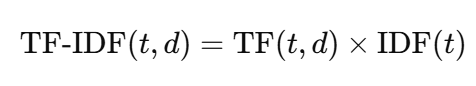 TF-IDF(t, d) = TF(t, d) × IDF(t)